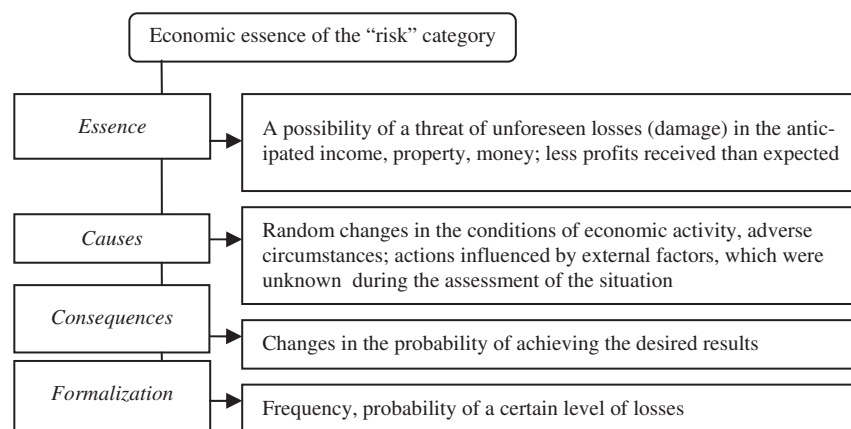 Economic essence of the “risk” category
Essence
A possibility of a threat of unforeseen losses (damage) in the antic-
ipated income, property, money; less profits received than expected
Causes
Random changes in the conditions of economic activity, adverse
circumstances; actions influenced by external factors, which were
unknown during the assessment of the situation
Consequences
Changes in the probability of achieving the desired results
Formalization
Frequency, probability of a certain level of losses